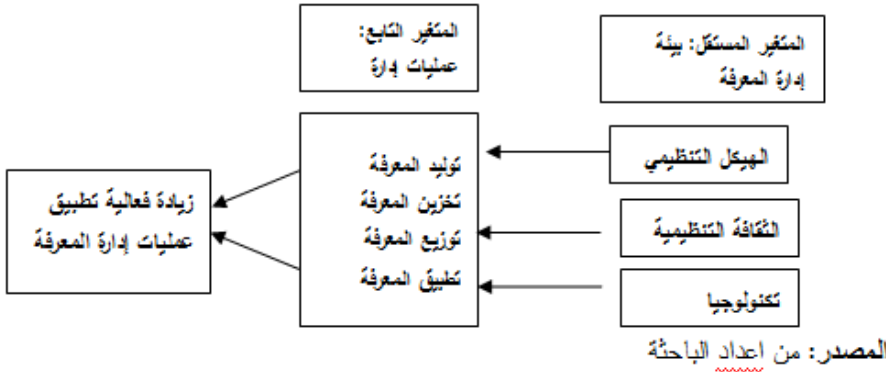 المتغير المستقل: بيئة
إدارة المعرفة
المتغير التابع:
عمليات إدارة
الهيكل التنظيمي
الثقافة التنظيمية
تكنولوجيا
توليد المعرفة
تخزين المعرفة
توزيع المعرفة
تطبيق المعرفة
زيادة فعالية تطبيق
عمليات إدارة المعرفة
المصدر: من اعداد الباحثة